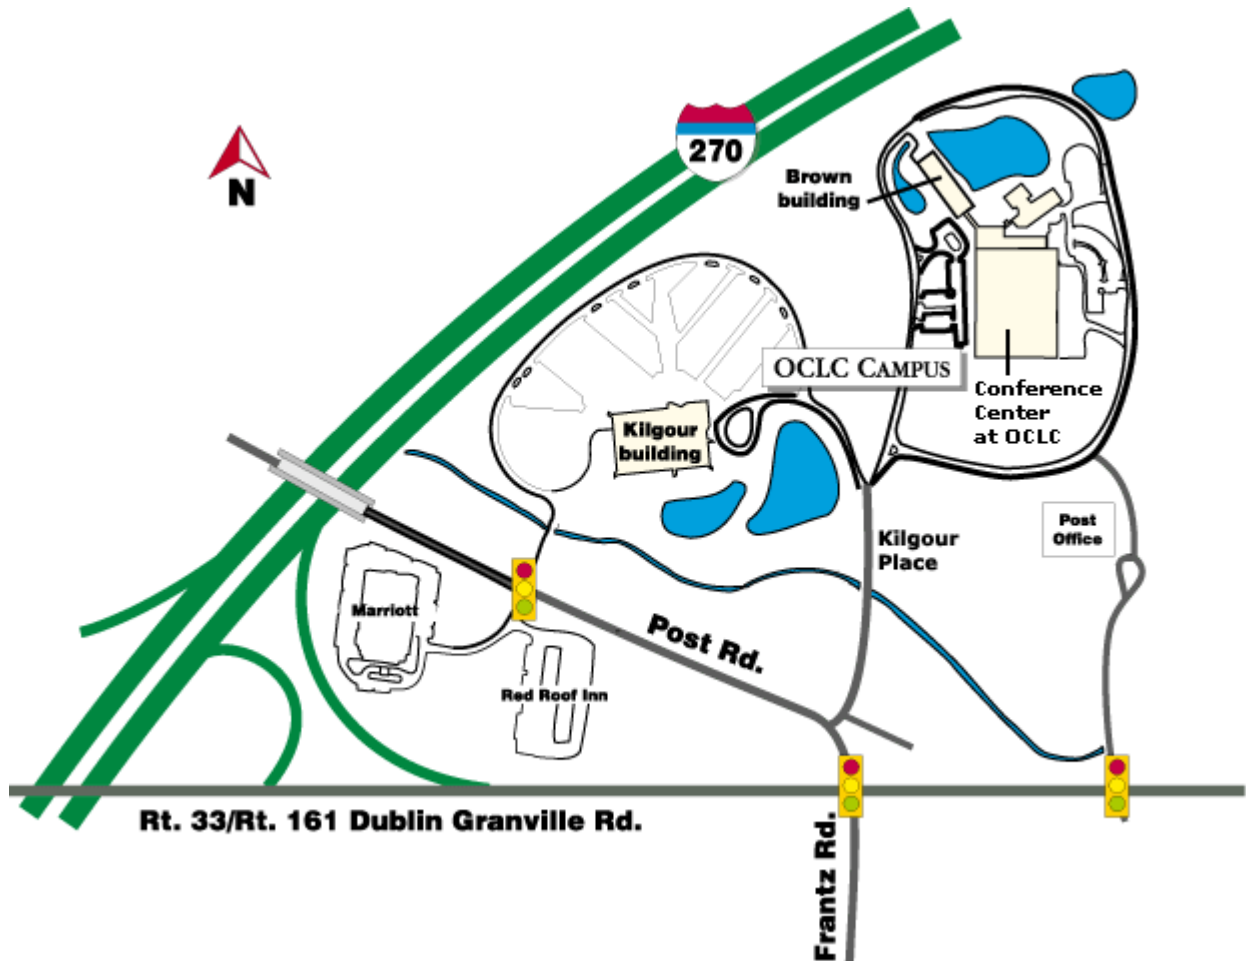 270
N
Brown
building
OCLC CAMPUS
Conference
Center
at OCLC
Kilgour
building
Post
Office
Kilgour
Place
Marriott
Post Rd.
Red Roof Inn
Rt. 33/Rt. 161 Dublin Granville Rd.
Frantz Rd.